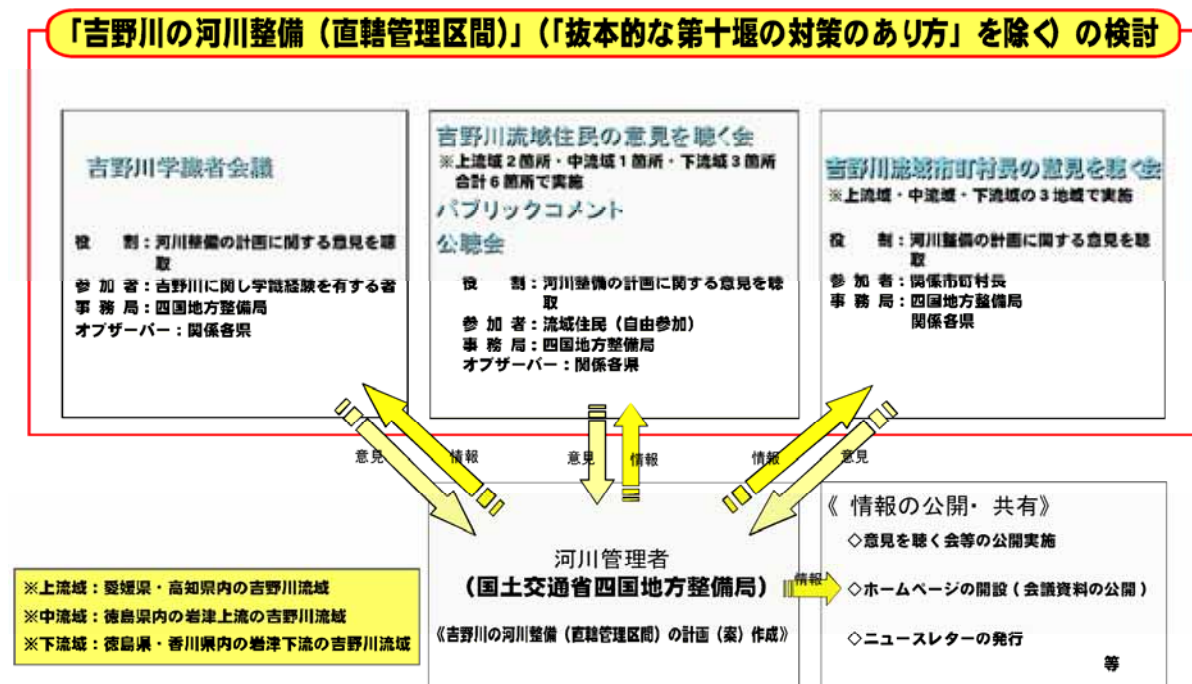 「吉野川の河川整備（直轄管理区間）」（「抜本的な第十堰の対策のあり方」を除く）の検討
吉野川学識者会議
役　割：河川整備の計画に関する意見を聴
取
参 加 者：吉野川に関し学識経験を有する者
事 務 局：四国地方整備局
オブザーバー：関係各県
吉野川流域住民の意見を聴く会
※上流域２箇所・中流域１箇所・下流域３箇所
合計６箇所で実施
パブリックコメント
公聴会
役　割：河川整備の計画に関する意見を聴
取
参 加 者：流域住民（自由参加）
事 務 局：四国地方整備局
オブザーバー：関係各県
吉野川流域市町村長の意見を聴く会
※上流域・中流域・下流域の３地域で実施
役　割：河川整備の計画に関する意見を聴
取
参 加 者：関係市町村長
事 務 局：四国地方整備局
関係各県
意見
情報
意見
情報
情報
意見
河川管理者
（国土交通省四国地方整備局）
《吉野川の河川整備（直轄管理区間）の計画（案）作成》
情報
《 情報の公開・共有》
◇意見を聴く会等の公開実施
◇ホームページの開設（会議資料の公開）
◇ニュースレターの発行
等
※上流域：愛媛県・高知県内の吉野川流域
※中流域：徳島県内の岩津上流の吉野川流域
※下流域：徳島県・香川県内の岩津下流の吉野川流域